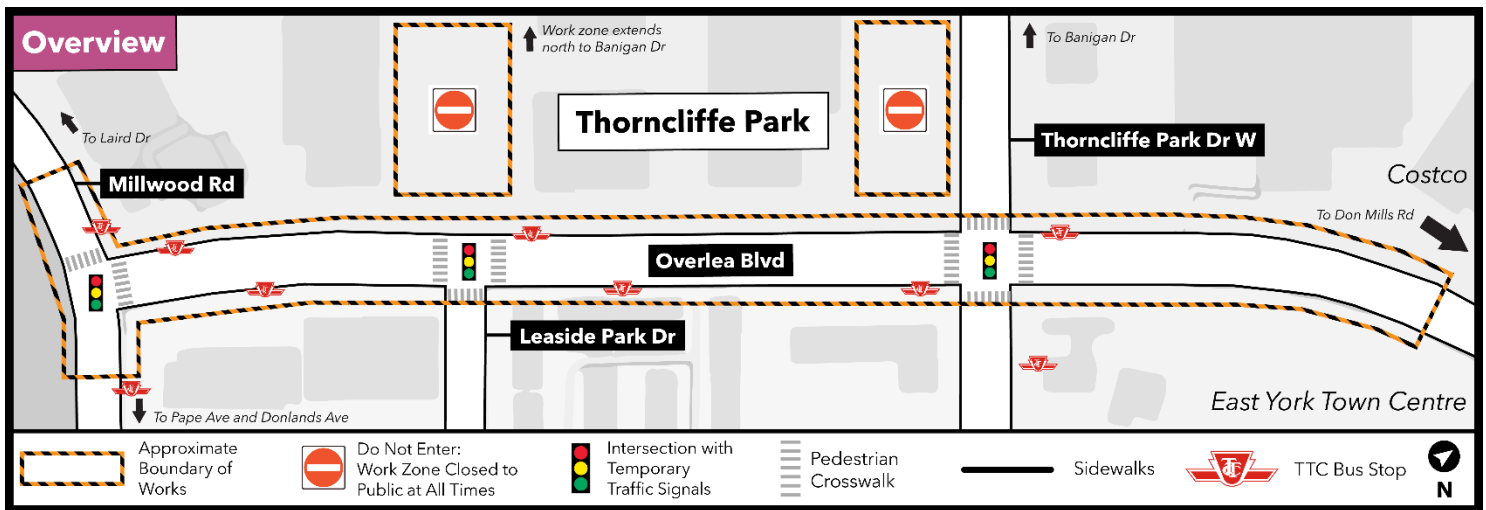 Overview
Work zone extends
north to Banigan Dr
To Banigan Dr
Thorncliffe Park
To Laird Dr
Thorncliffe Park Dr W
Millwood Rd
Costco
To Don Mills Rd
Overlea Blvd
Leaside Park Dr
East York Town Centre
To Pape Ave and Donlands Ave
Approximate
Boundary of
Works
Do Not Enter:
Work Zone Closed to
Public at All Times
Intersection with
Temporary
Traffic Signals
Pedestrian
Crosswalk
Sidewalks
TTC
TTC Bus Stop
N